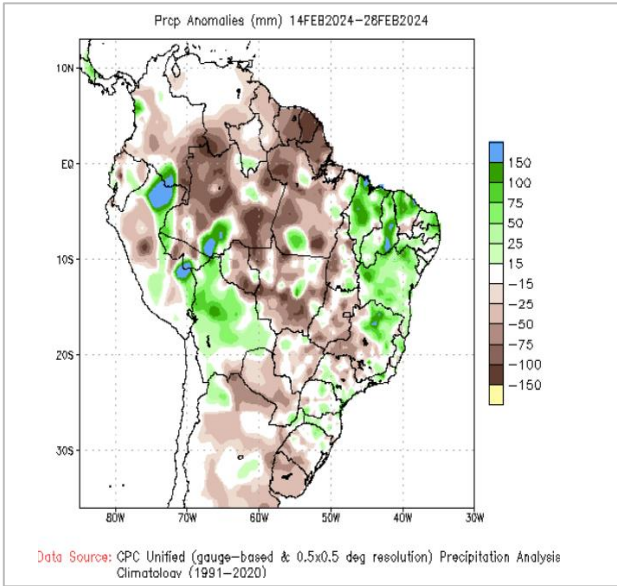 Prcp Anomalies (mm) 14FEB2024-26FEB2024
10N
EQ
10S
20S
30S
80W 70W 60W 50W 40W 30W
150
100
75
50
25
15
-15
-25
-50
-75
-100
-150
Data Source: CPC Unified (gauge-based & 0.5x0.5 deg resolution) Precipitation Analysis
Climatology (1991-2020)